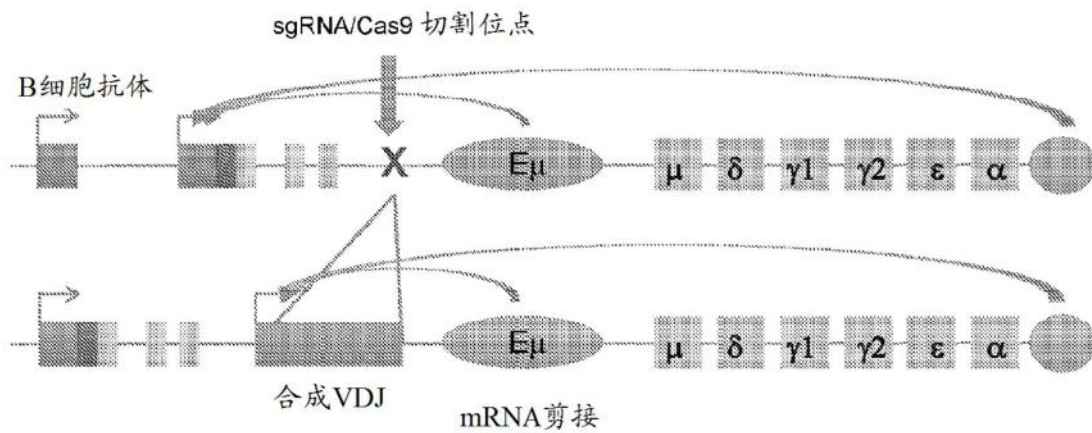 sgRNA/Cas9 切割位点
B细胞抗体
X
Eμ
μ δ γ1 γ2 ε α
Eμ
μ δ γ1 γ2 ε α
合成VDJ
mRNA剪接